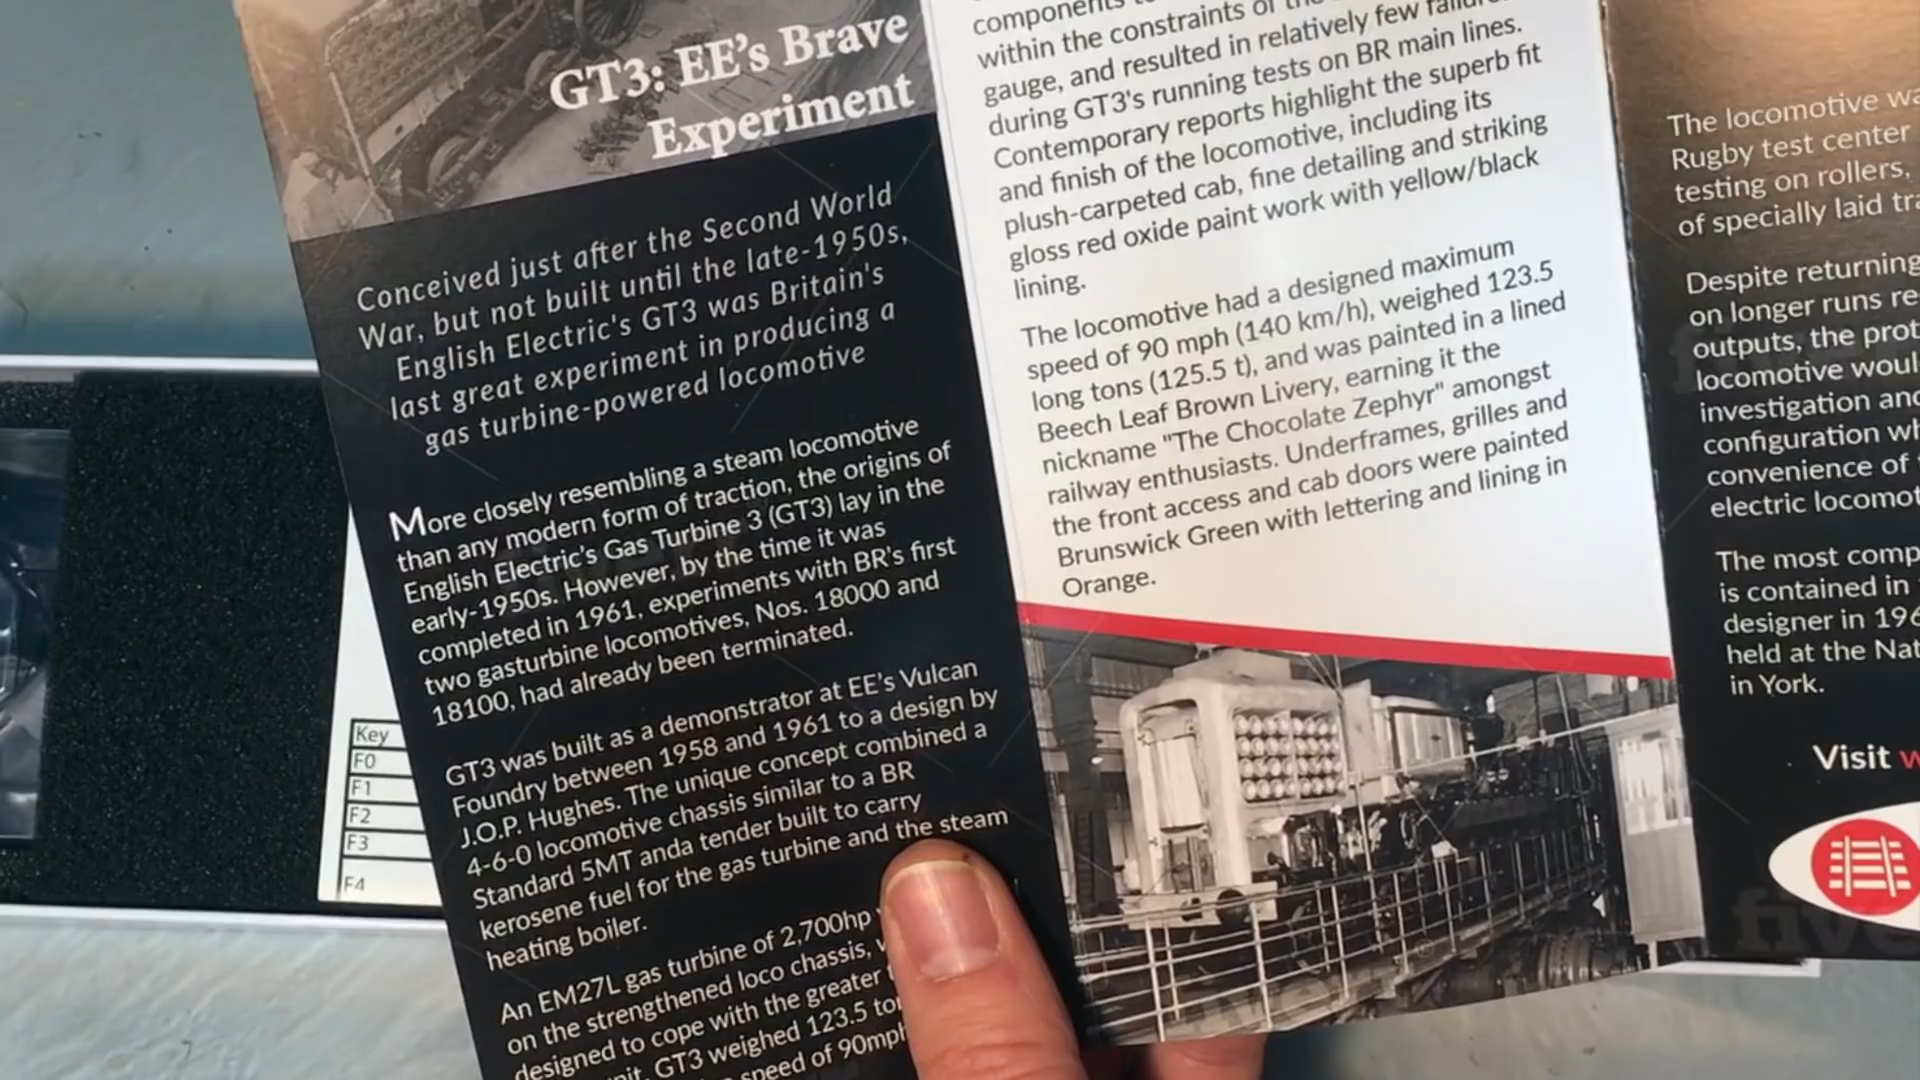 GT3: EE's Brave
Experiment
Conceived just after the Second World
War, but not built until the late-1950s,
English Electric's GT3 was Britain's
last great experiment in producing a
gas turbine-powered locomotive
More closely resembling a steam locomotive
than any modern form of traction, the origins of
English Electric's Gas Turbine 3 (GT3) lay in the
early-1950s. However, by the time it was
completed in 1961, experiments with BR's first
two gasturbine locomotives, Nos. 18000 and
18100, had already been terminated.
GT3 was built as a demonstrator at EE's Vulcan
Foundry between 1958 and 1961 to a design by
J.O.P. Hughes. The unique concept combined a
4-6-0 locomotive chassis similar to a BR
Standard 5MT anda tender built to carry
kerosene fuel for the gas turbine and the steam
heating boiler.
An EM27L gas turbine of 2,700hp
on the strengthened loco chassis,
designed to cope with the greater
GT3 weighed 123.5
speed of 90mph
components
within the constraints of the
gauge, and resulted in relatively few
during GT3's running tests on BR main lines.
Contemporary reports highlight the superb fit
and finish of the locomotive, including its
plush-carpeted cab, fine detailing and striking
gloss red oxide paint work with yellow/black
lining.
The locomotive had a designed maximum
speed of 90 mph (140 km/h), weighed 123.5
long tons (125.5 t), and was painted in a lined
Beech Leaf Brown Livery, earning it the
nickname "The Chocolate Zephyr" amongst
railway enthusiasts. Underframes, grilles and
the front access and cab doors were painted
Brunswick Green with lettering and lining in
Orange.
The locomotive
Rugby test center
testing on rollers,
of specially laid
Despite returning
on longer runs
outputs, the
locomotive
investigation
configuration
convenience of
electric
The most
is contained in
designer in
held at the
in York.
Visit
Key
F0
F1
F2
F3
F4